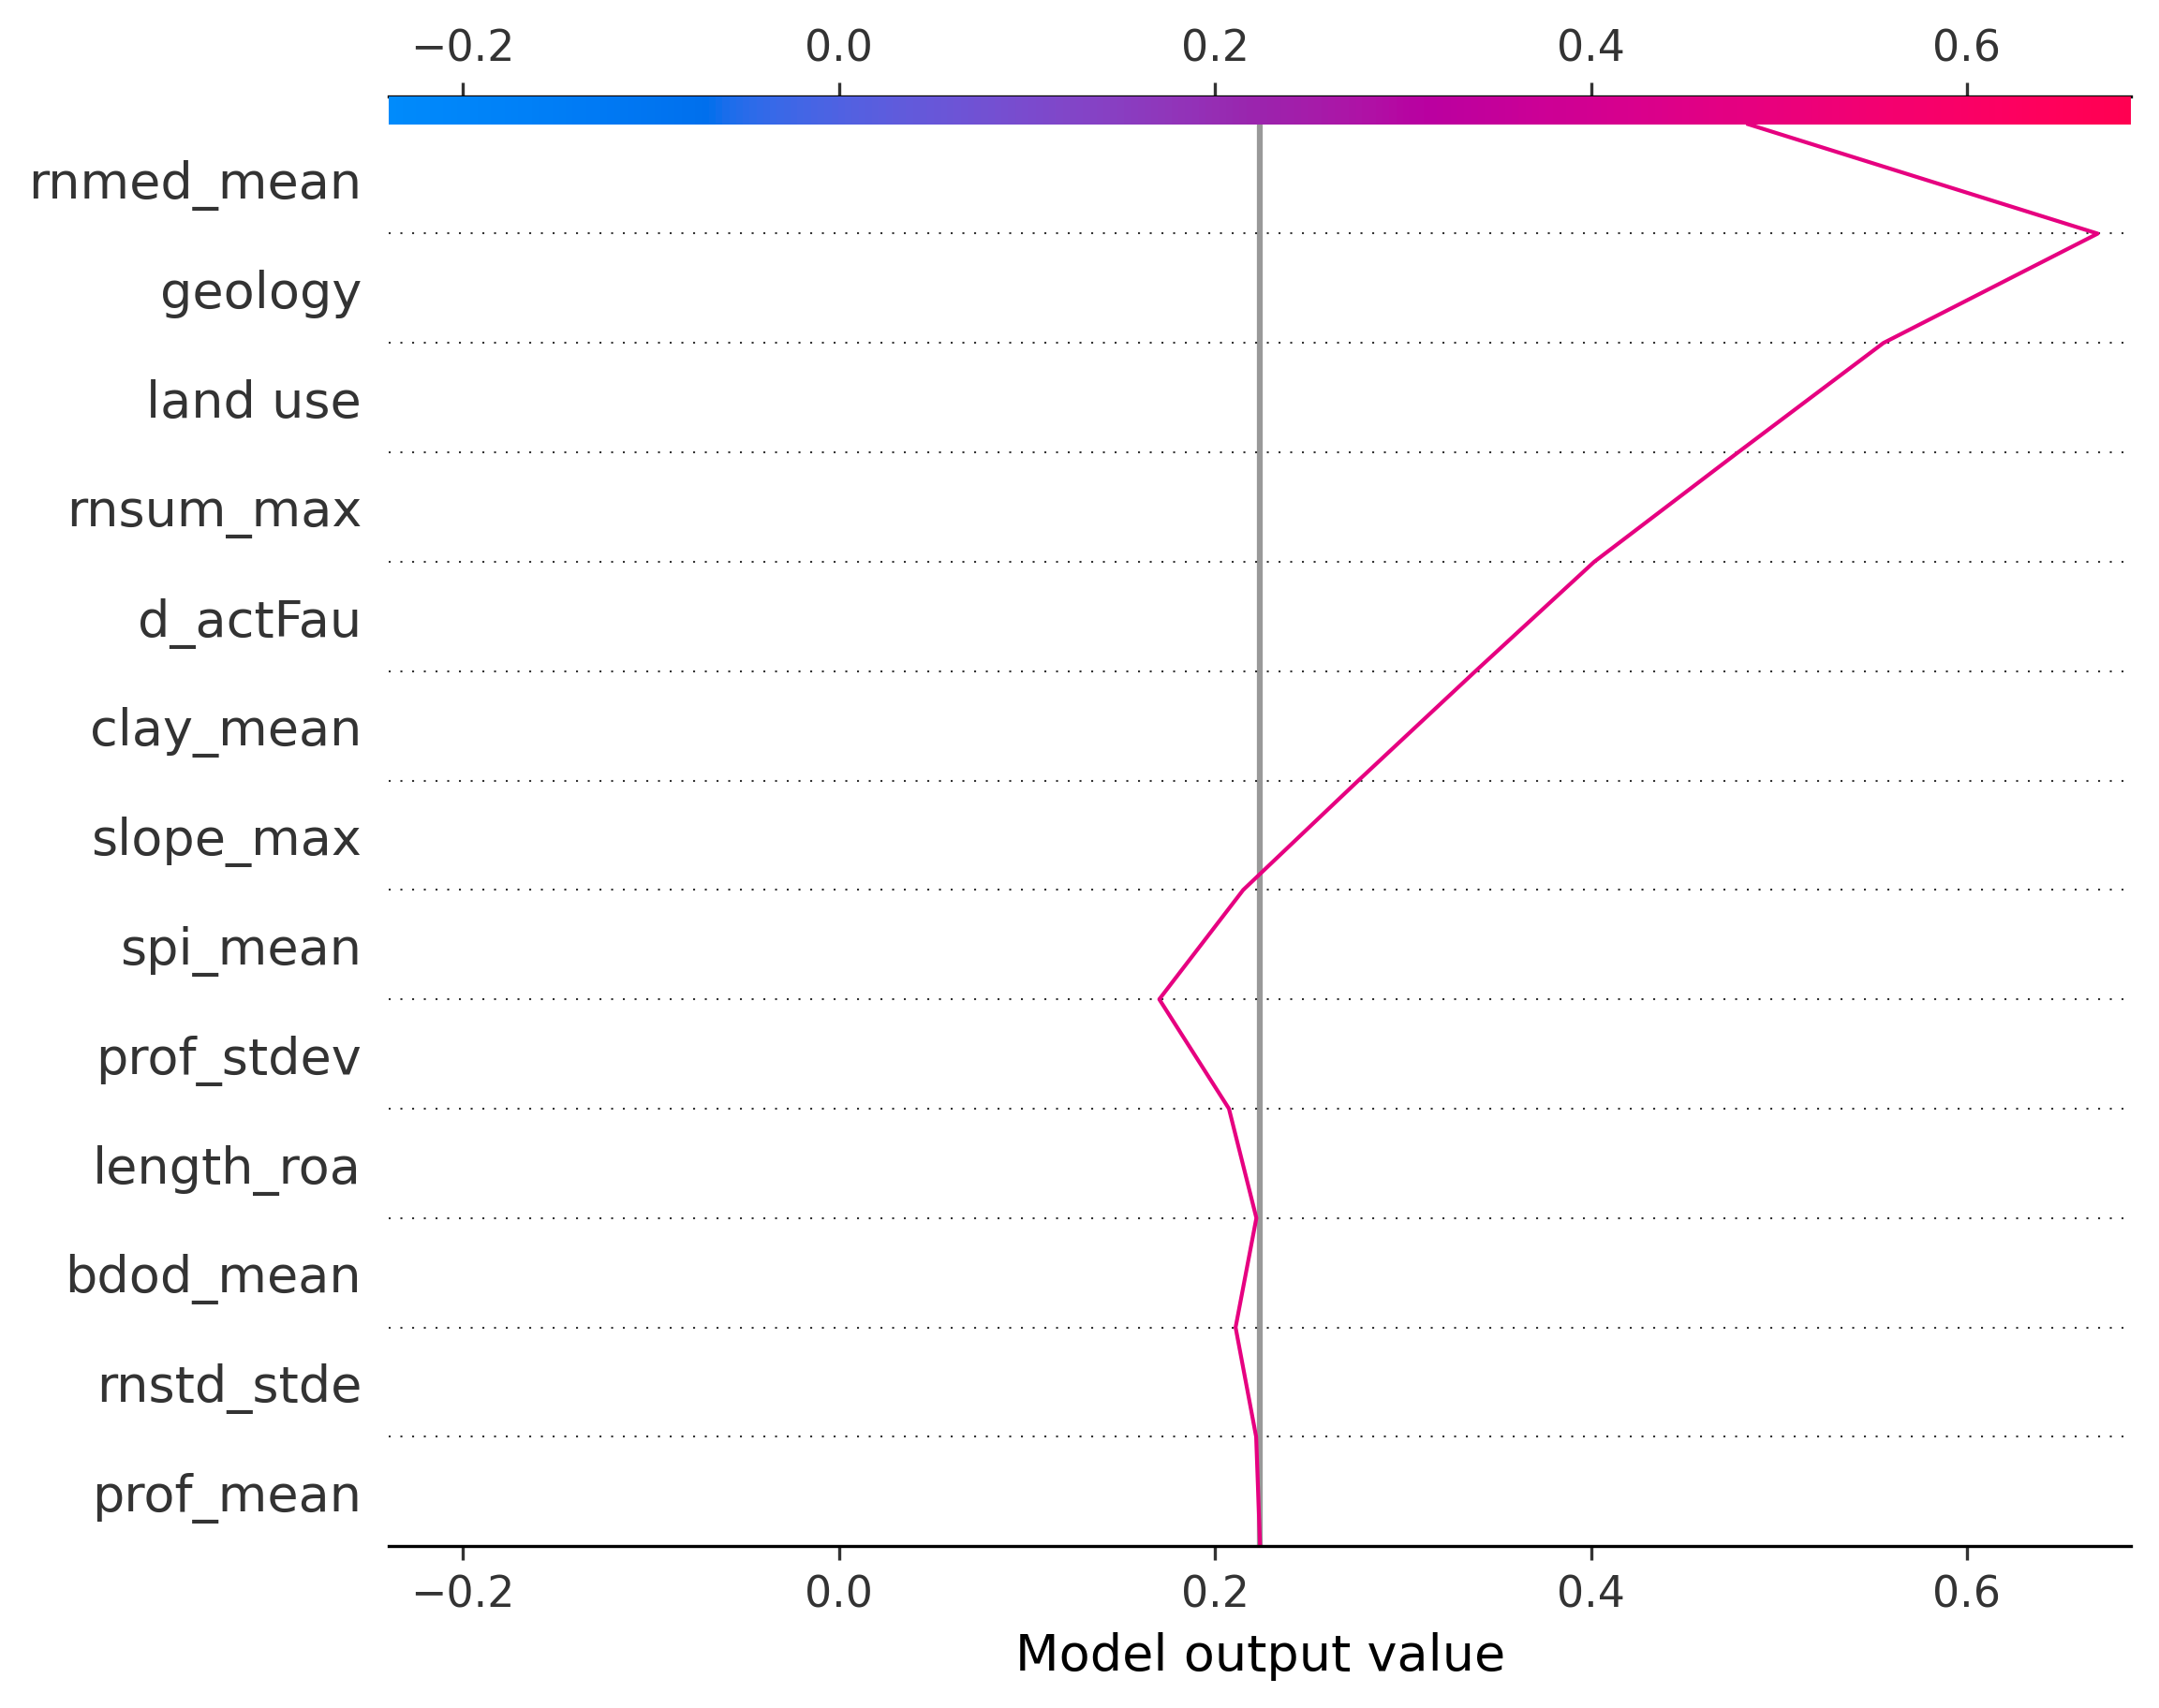 −0.2 0.0 0.2 0.4 0.6
rnmed_mean
geology
land use
rnsum_max
d_actFau
clay_mean
slope_max
spi_mean
prof_stdev
length_roa
bdod_mean
rnstd_stde
prof_mean
−0.2 0.0 0.2 0.4 0.6
Model output value